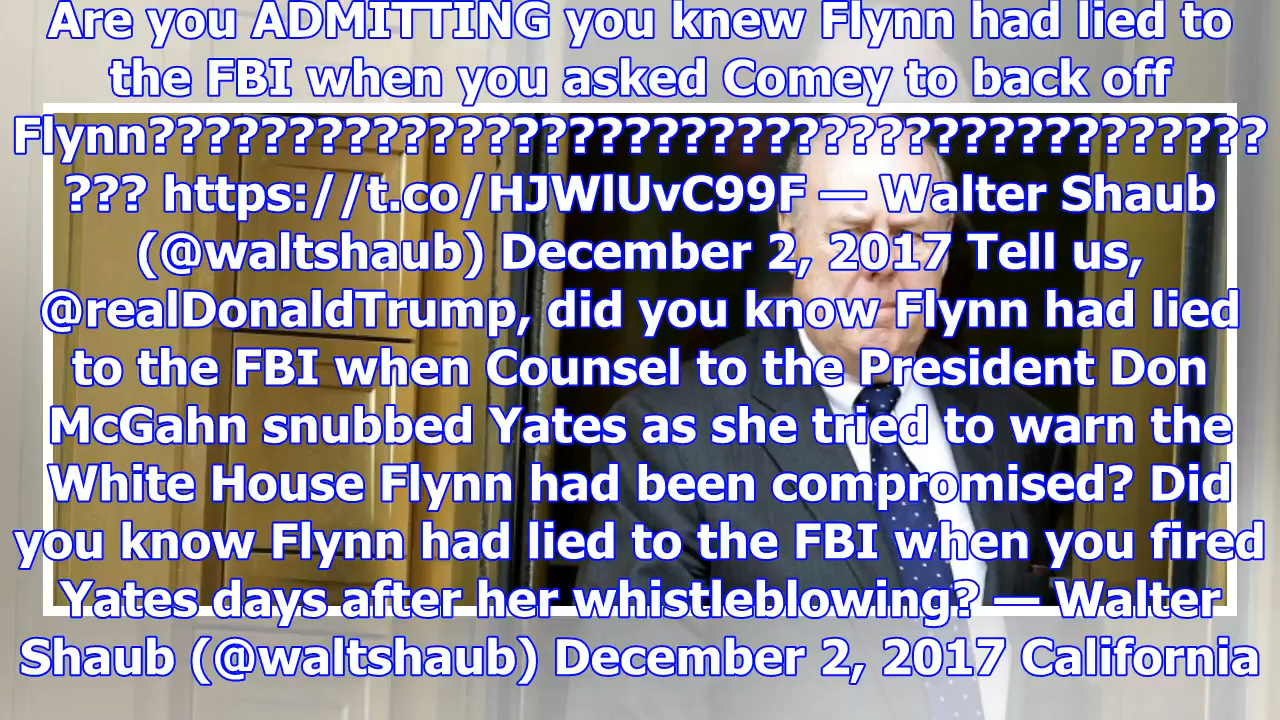 Are you ADMITTING you knew Flynn had lied to
the FBI when you asked Comey to back off
Flynn????????????????????????????????????????
??? https://t.co/HJWlUvC99F — Walter Shaub
(@waltshaub) December 2, 2017 Tell us,
@realDonaldTrump, did you know Flynn had lied
to the FBI when Counsel to the President Don
McGahn snubbed Yates as she tried to warn the
White House Flynn had been compromised? Did
you know Flynn had lied to the FBI when you fired
Yates days after her whistleblowing? — Walter
Shaub (@waltshaub) December 2, 2017 California